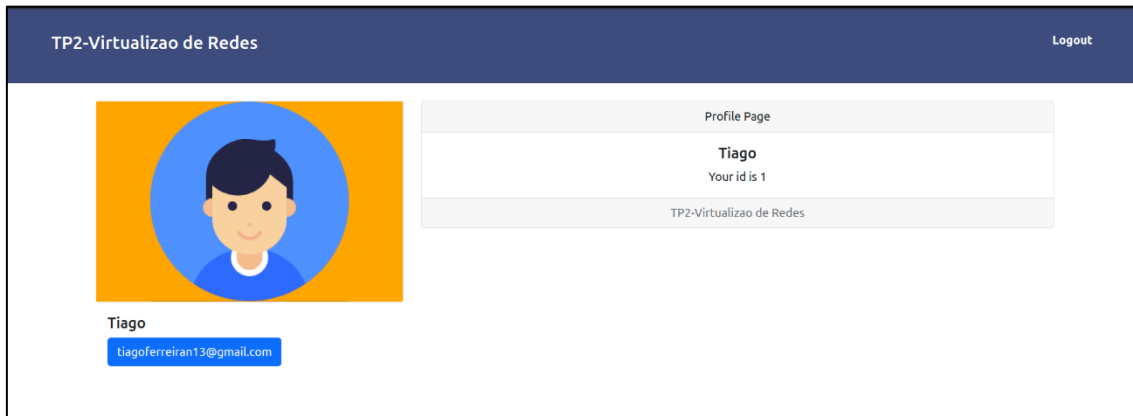 TP2-Virtualizao de Redes
Logout
Profile Page
Tiago
Your id is 1
TP2-Virtualizao de Redes
Tiago
tiagoferreiran13@gmail.com